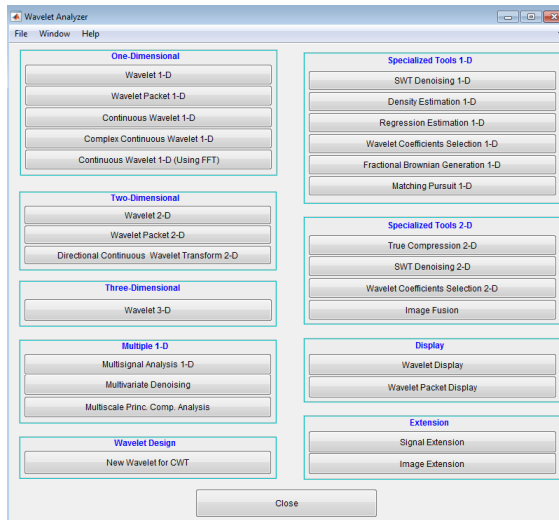 Wavelet Analyzer
File Window Help
One-Dimensional
Wavelet 1-D
Wavelet Packet 1-D
Continuous Wavelet 1-D
Complex Continuous Wavelet 1-D
Continuous Wavelet 1-D (Using FFT)
Two-Dimensional
Wavelet 2-D
Wavelet Packet 2-D
Directional Continuous Wavelet Transform 2-D
Three-Dimensional
Wavelet 3-D
Multiple 1-D
Multisignal Analysis 1-D
Multivariate Denoising
Multiscale Princ. Comp. Analysis
Wavelet Design
New Wavelet for CWT
Specialized Tools 1-D
SWT Denoising 1-D
Density Estimation 1-D
Regression Estimation 1-D
Wavelet Coefficients Selection 1-D
Fractional Brownian Generation 1-D
Matching Pursuit 1-D
Specialized Tools 2-D
True Compression 2-D
SWT Denoising 2-D
Wavelet Coefficients Selection 2-D
Image Fusion
Display
Wavelet Display
Wavelet Packet Display
Extension
Signal Extension
Image Extension
Close